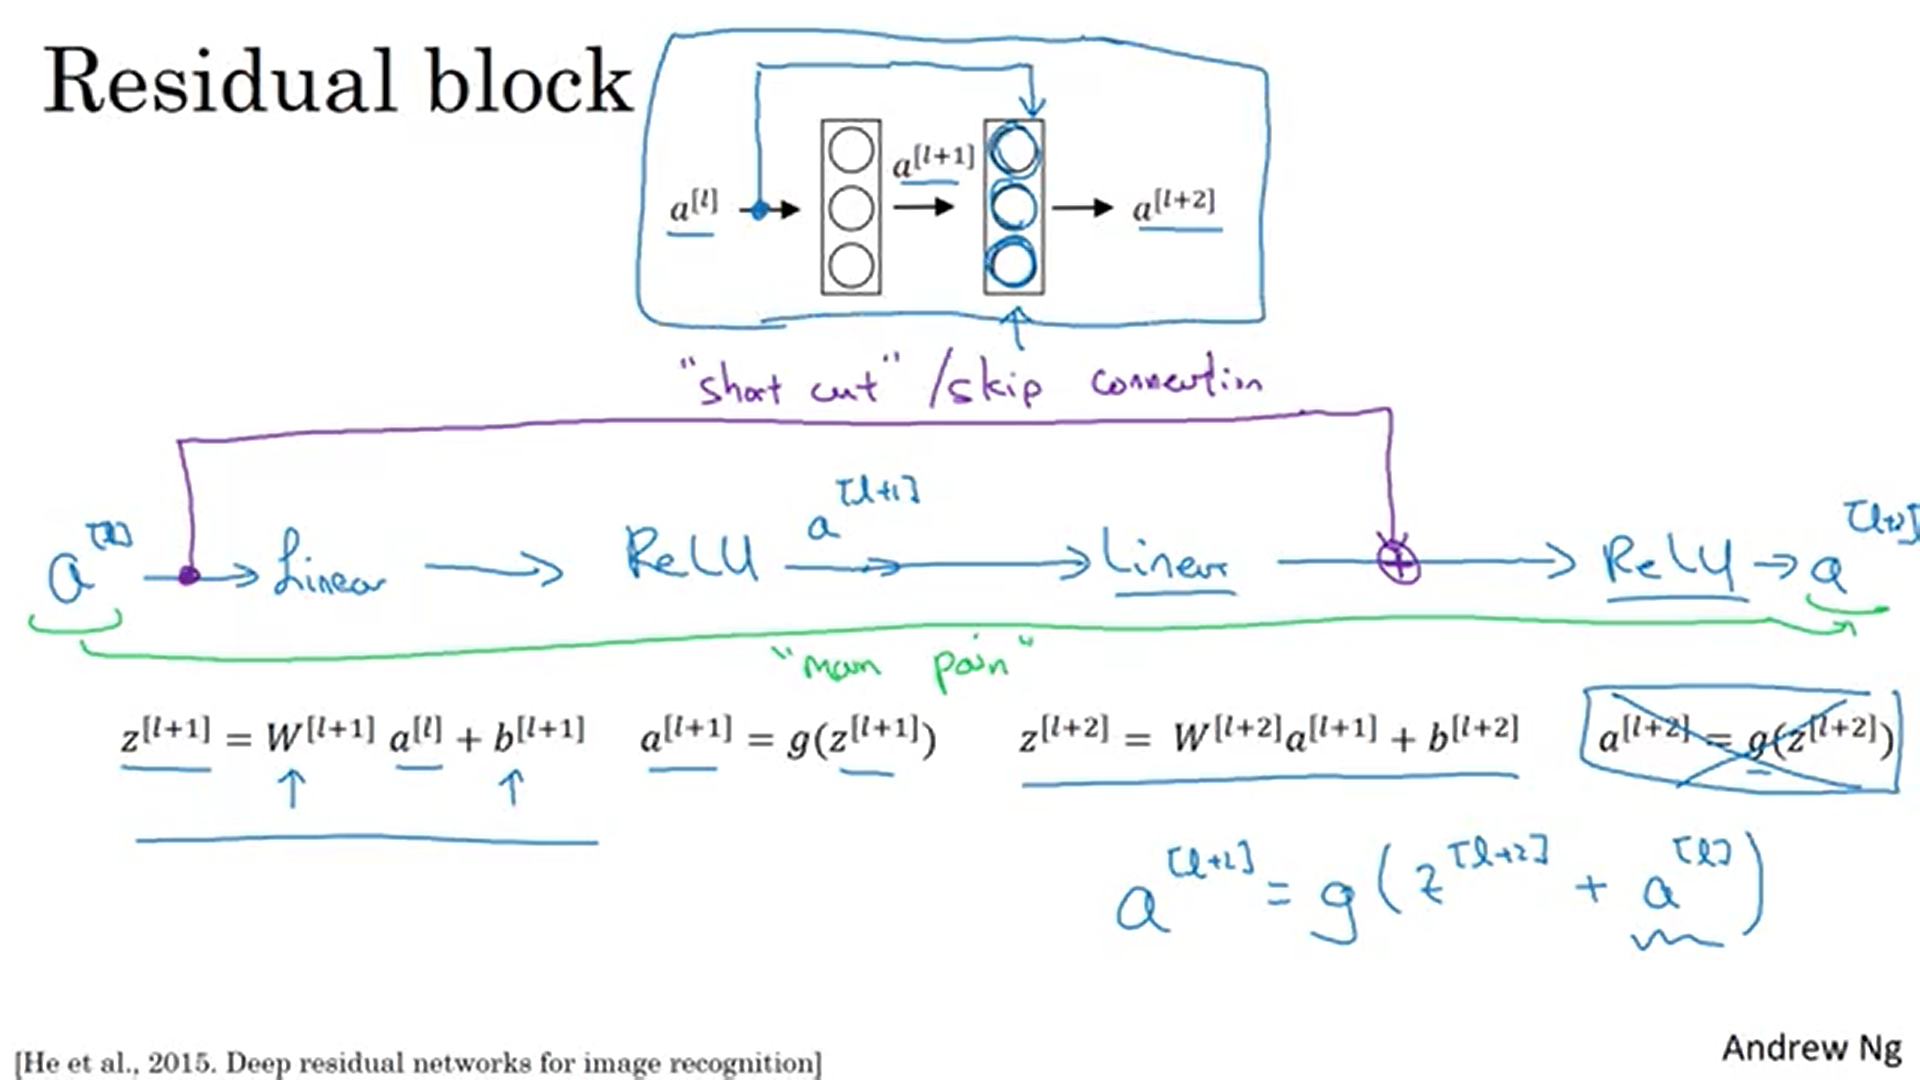 Residual block
a[l]
a[l+1]
a[l+2]
"short cut" / skip connection
a[l] Linear ReLU a[l+1] Linear + ReLU a[l+2]
"main path"
z[l+1] = W[l+1] a[l] + b[l+1] a[l+1] = g(z[l+1]) z[l+2] = W[l+2]a[l+1] + b[l+2] a[l+2] = g(z[l+2])
a[l+2] = g(z[l+2] + a[l])
[He et al., 2015. Deep residual networks for image recognition]
Andrew Ng